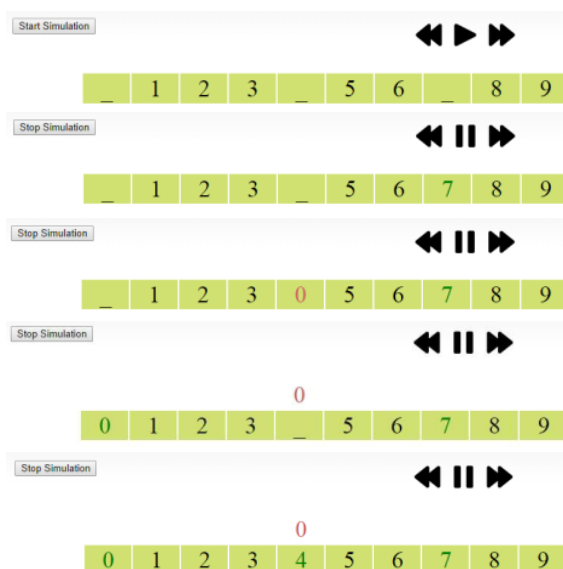 Start Simulation
_ 1 2 3 _ 5 6 _ 8 9
Stop Simulation
_ 1 2 3 _ 5 6 7 8 9
Stop Simulation
_ 1 2 3 0 5 6 7 8 9
Stop Simulation
0
0 1 2 3 _ 5 6 7 8 9
Stop Simulation
0
0 1 2 3 4 5 6 7 8 9